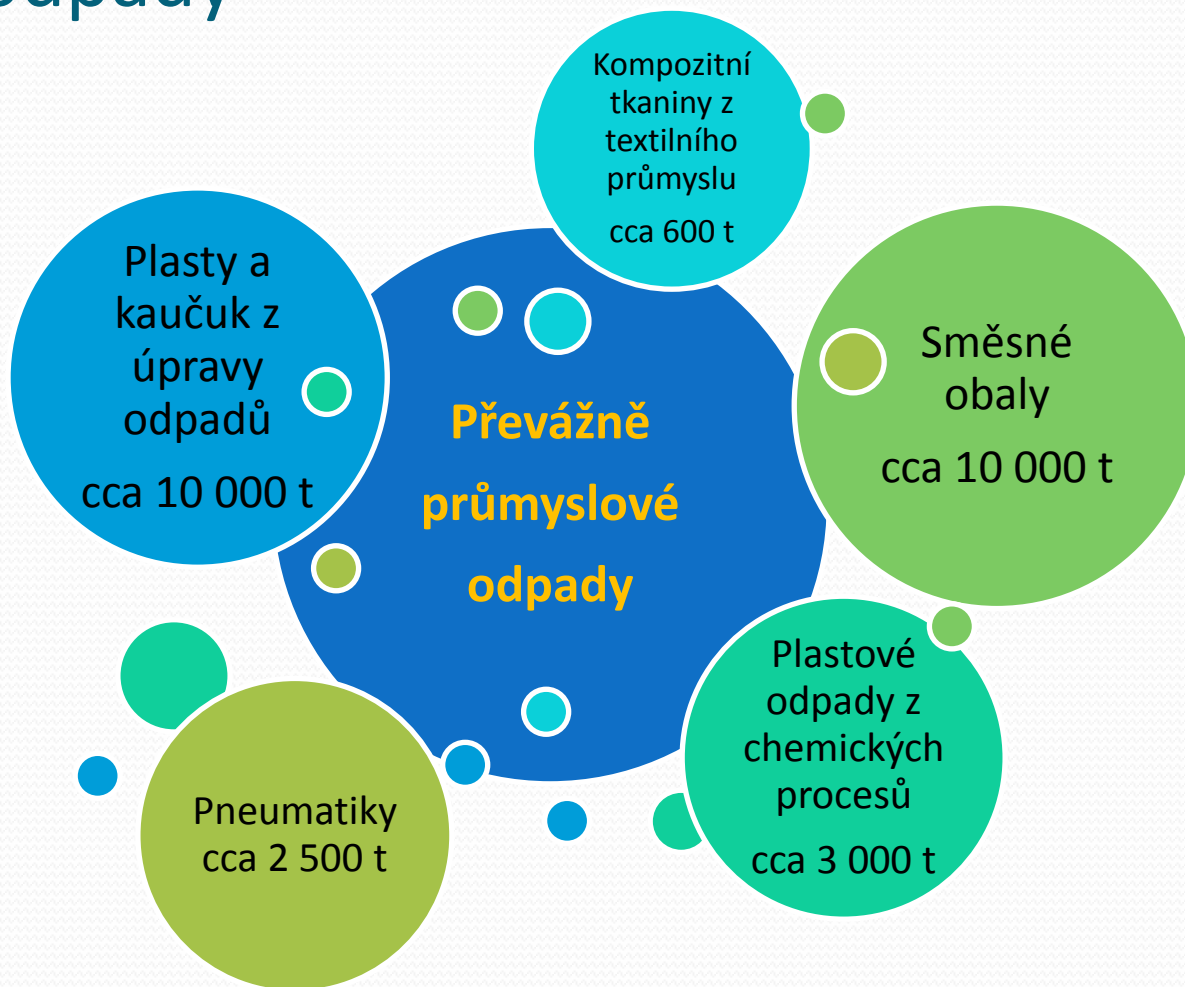 odpady
Kompozitní
tkaniny z
textilního
průmyslu
cca 600 t
Plasty a
kaučuk z
úpravy
odpadů
cca 10 000 t
Směsné
obaly
cca 10 000 t
Převážně
průmyslové
odpady
Plastové
odpady z
chemických
procesů
cca 3 000 t
Pneumatiky
cca 2 500 t